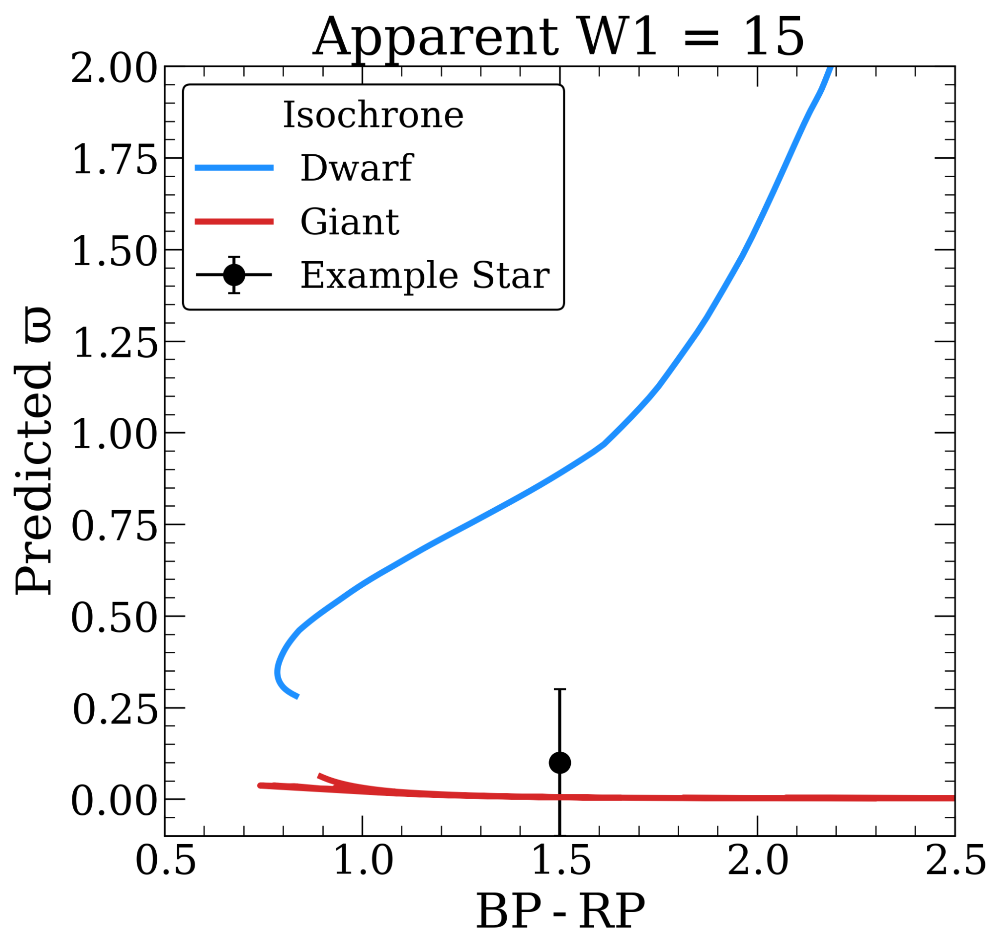 Apparent W1 = 15
Predicted ϖ
2.00
1.75
1.50
1.25
1.00
0.75
0.50
0.25
0.00
Isochrone
Dwarf
Giant
Example Star
0.5 1.0 1.5 2.0 2.5
BP - RP